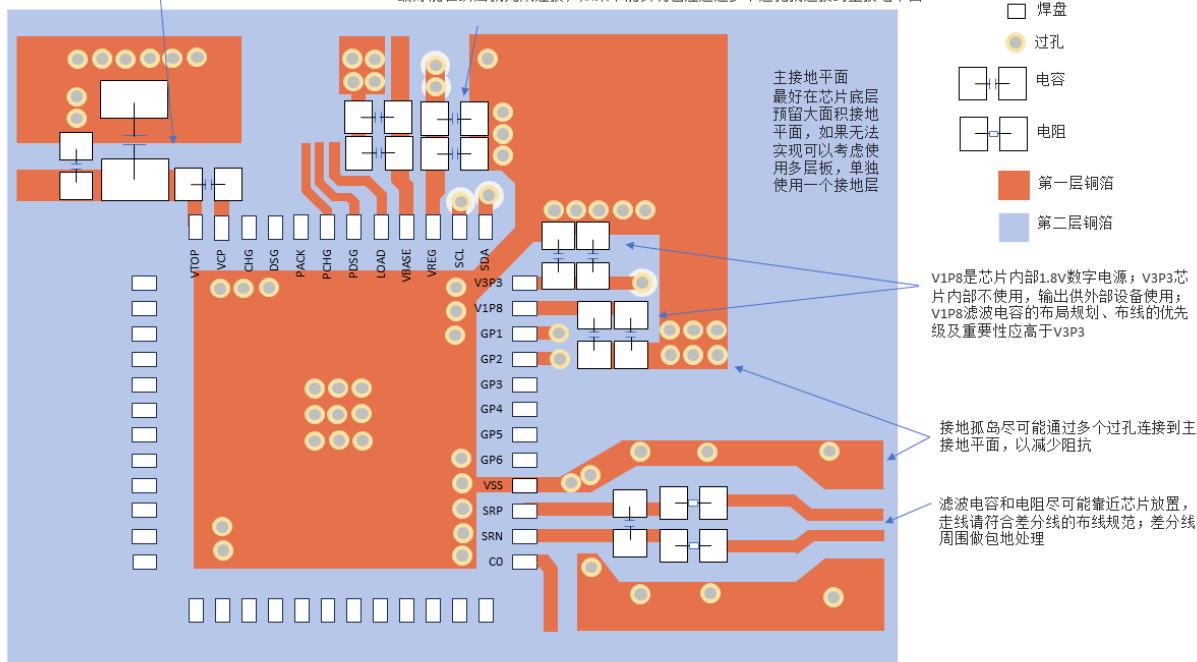 焊盘
过孔
电容
电阻
第一层铜箔
第二层铜箔
主接地平面
最好在芯片底层
预留大面积接地
平面，如果无法
实现可以考虑使
用多层板，单独
使用一个接地层
VTOP
VCP
CHG
DSG
PACK
PCHG
PDSG
LOAD
VBASE
VREG
SCL
SDA
V3P3
V1P8
GP1
GP2
GP3
GP4
GP5
GP6
VSS
SRP
SRN
C0
V1P8是芯片内部1.8V数字电源；V3P3芯
片内部不使用，输出供外部设备使用；
V1P8滤波电容的布局规划、布线的优先
级及重要性应高于V3P3
接地孤岛尽可能通过多个过孔连接到主
接地平面，以减少阻抗
滤波电容和电阻尽可能靠近芯片放置，
走线请符合差分线的布线规范；差分线
周围做包地处理